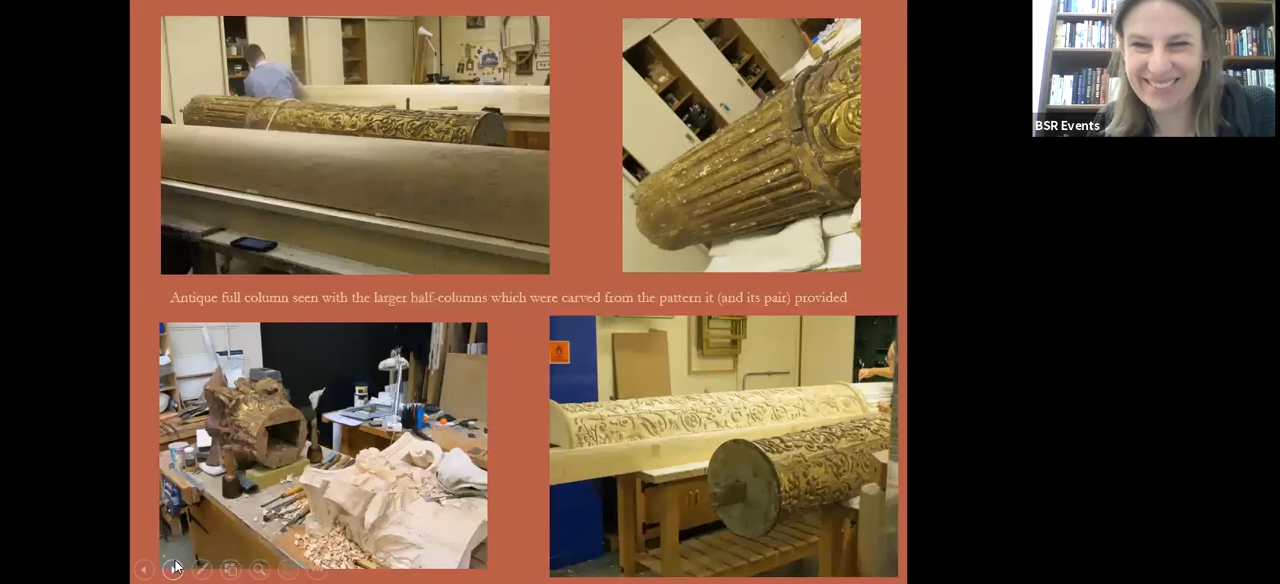 BSR Events
Antique full column seen with the larger half-columns which were carved from the pattern it (and its pair) provided